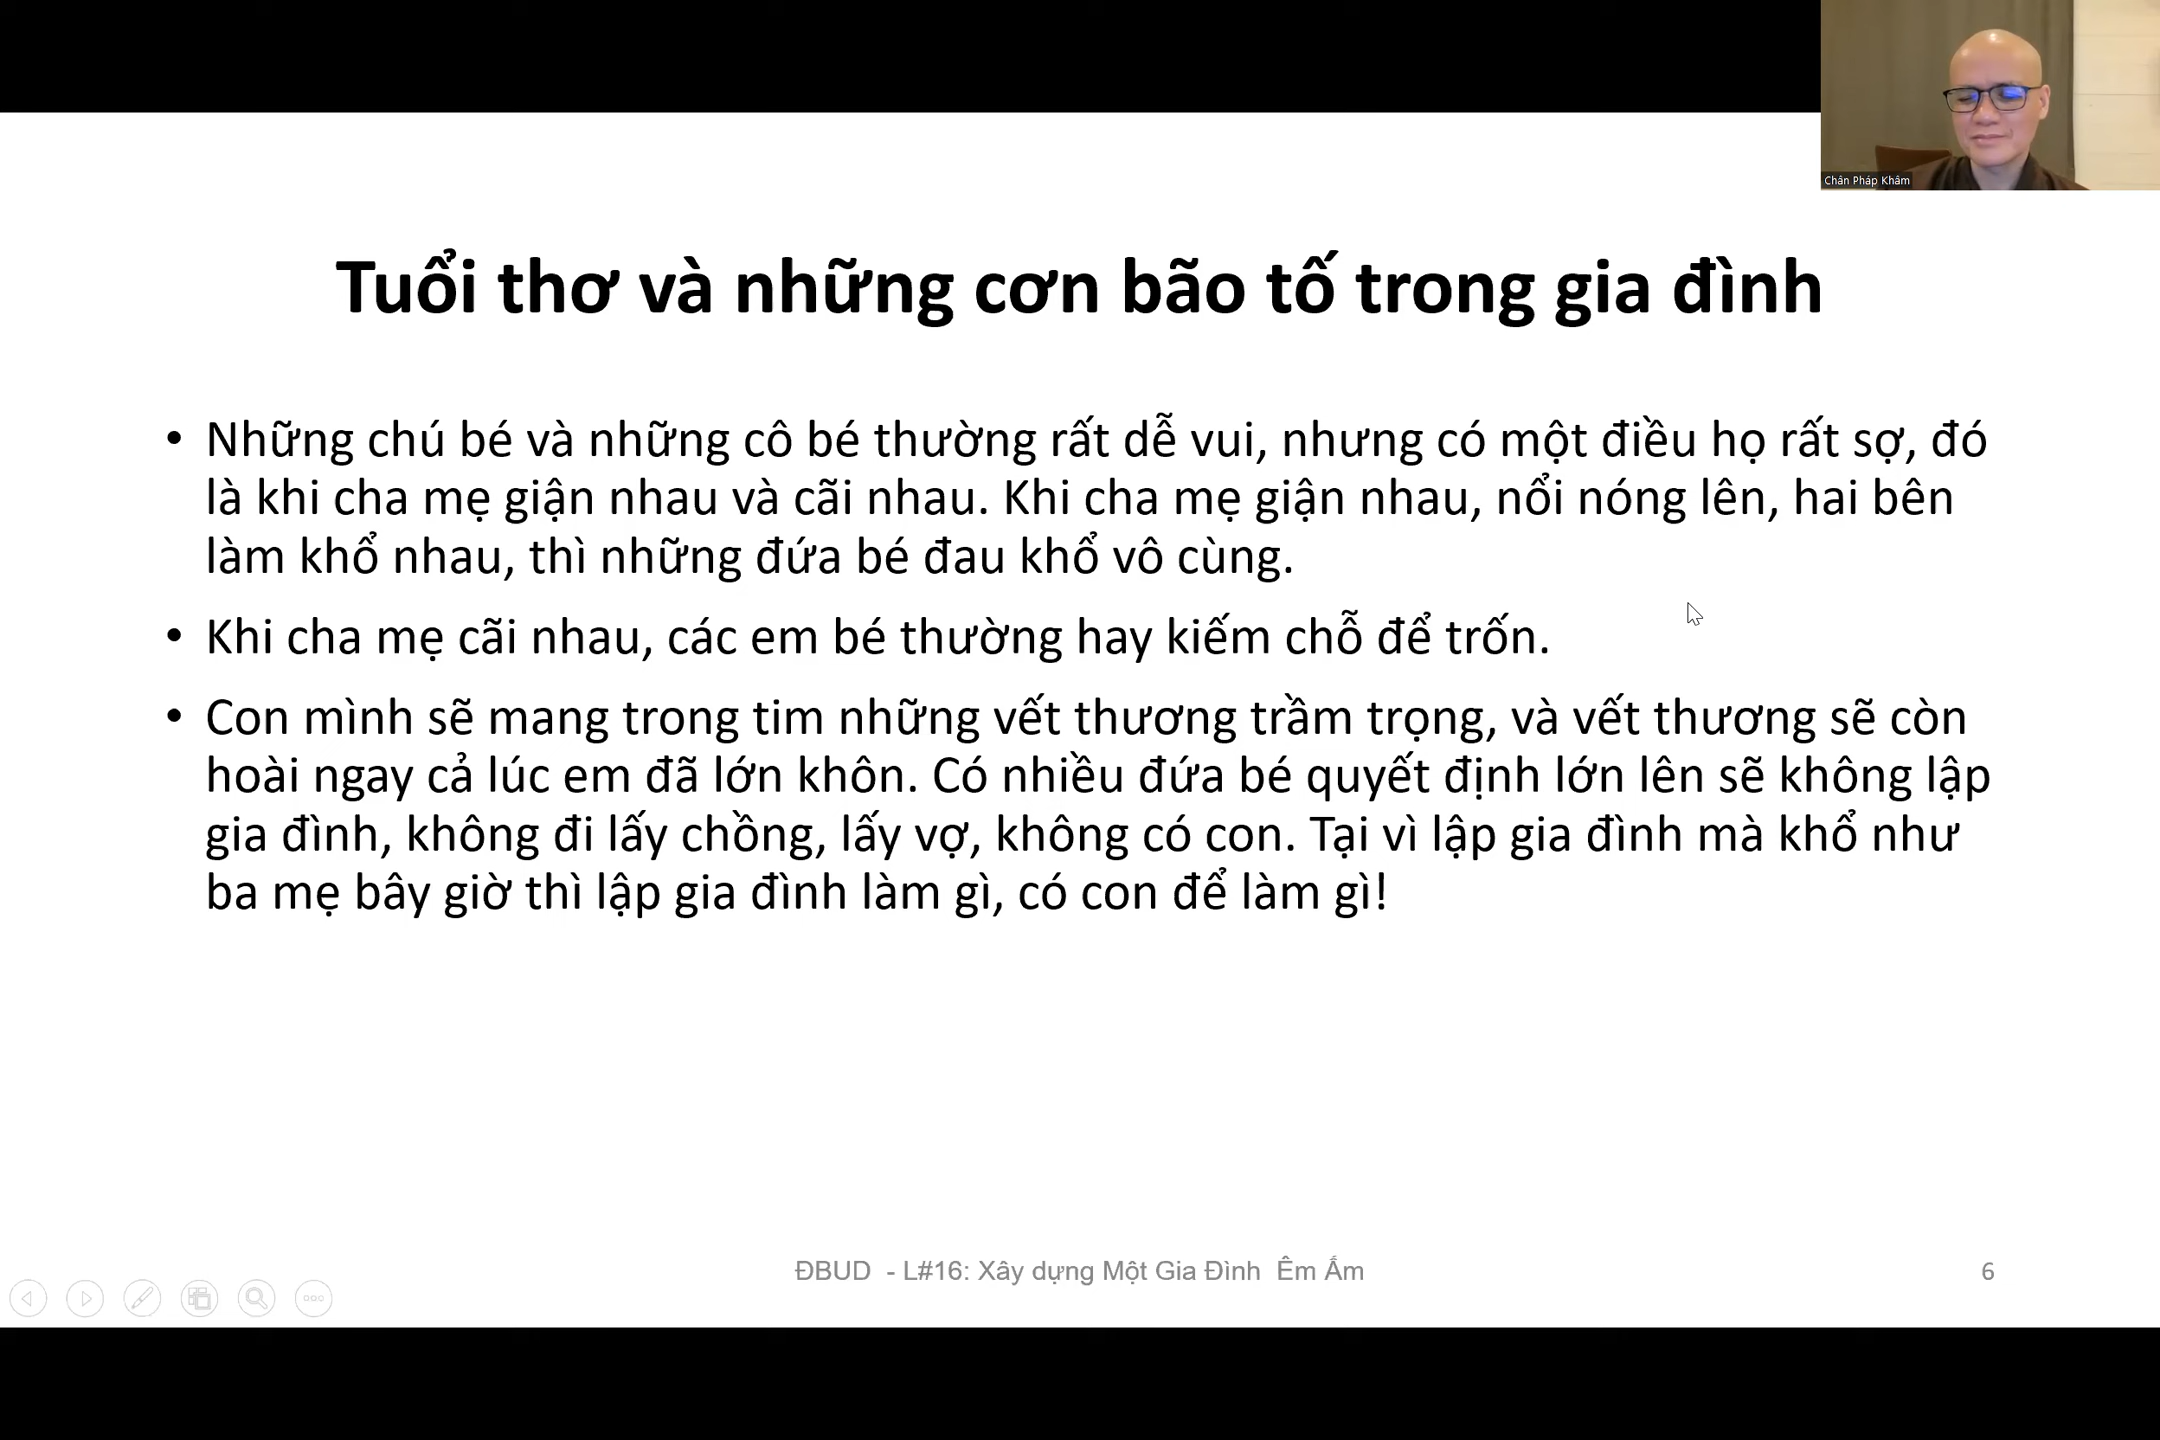 Chân Pháp Khâm
Tuổi thơ và những cơn bão tố trong gia đình
• Những chú bé và những cô bé thường rất dễ vui, nhưng có một điều họ rất sợ, đó
là khi cha mẹ giận nhau và cãi nhau. Khi cha mẹ giận nhau, nổi nóng lên, hai bên
làm khổ nhau, thì những đứa bé đau khổ vô cùng.
• Khi cha mẹ cãi nhau, các em bé thường hay kiếm chỗ để trốn.
• Con mình sẽ mang trong tim những vết thương trầm trọng, và vết thương sẽ còn
hoài ngay cả lúc em đã lớn khôn. Có nhiều đứa bé quyết định lớn lên sẽ không lập
gia đình, không đi lấy chồng, lấy vợ, không có con. Tại vì lập gia đình mà khổ như
ba mẹ bây giờ thì lập gia đình làm gì, có con để làm gì!
ĐBUD - L#16: Xây dựng Một Gia Đình Êm Ấm
6